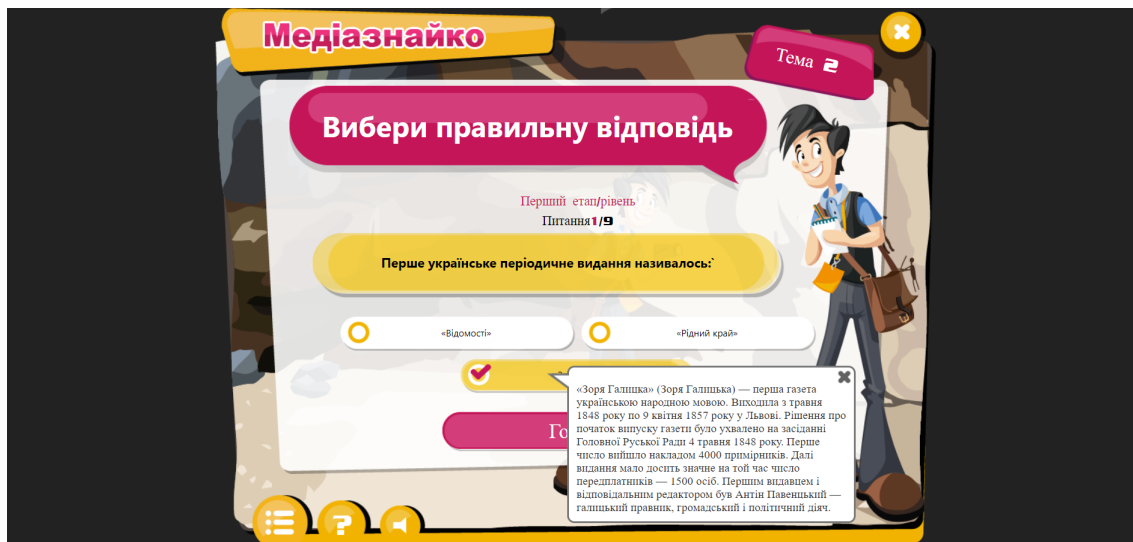 Медіазнайко
Тема 2
Вибери правильну відповідь
Перший етап/рівень
Питання 1/9
Перше українське періодичне видання називалось:`
«Відомості»
«Рідний край»
«Зоря Галицка» (Зоря Галицька) — перша газета
українською народною мовою. Виходила з травня
1848 року по 9 квітня 1857 року у Львові. Рішення про
початок випуску газети було ухвалено на засіданні
Головної Руської Ради 4 травня 1848 року. Перше
число вийшло накладом 4000 примірників. Далі
видання мало досить значне на той час число
передплатників — 1500 осіб. Першим видавцем і
відповідальним редактором був Антін Павенцький —
галицький правник, громадський і політичний діяч.